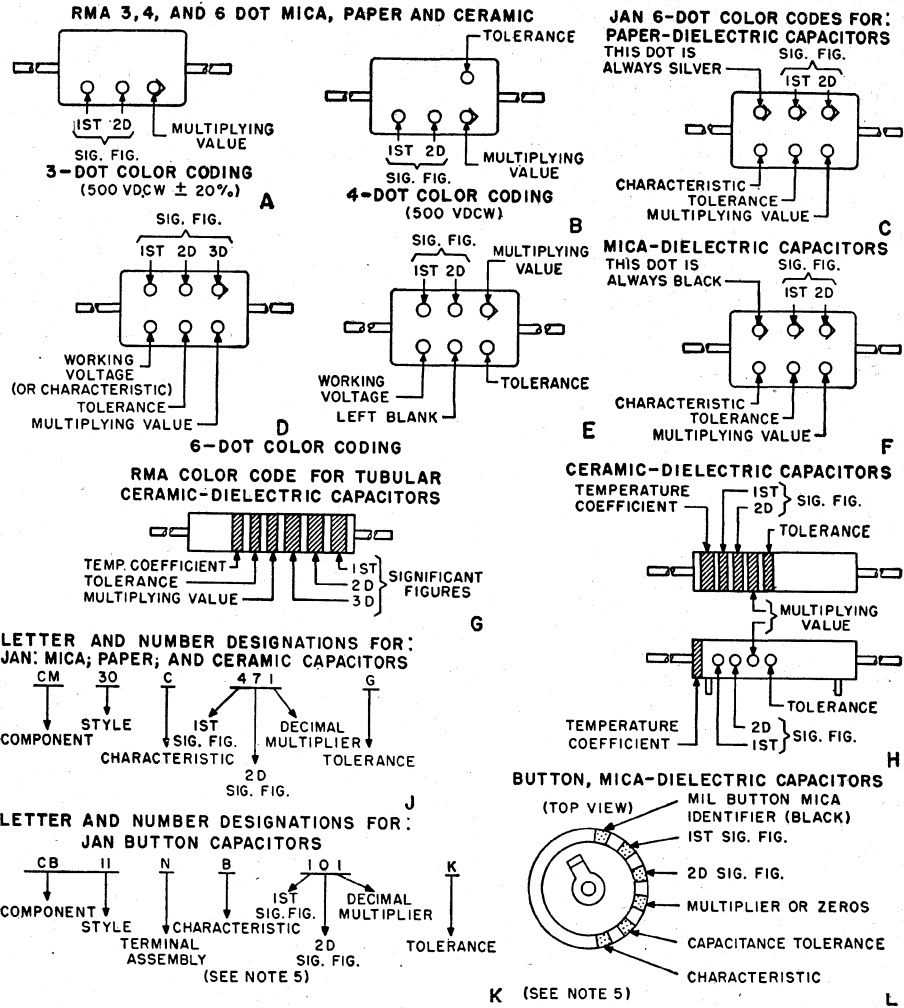 RMA 3,4, AND 6 DOT MICA, PAPER AND CERAMIC
1ST 2D
SIG. FIG.
MULTIPLYING
VALUE
3-DOT COLOR CODING
(500 VDCW ± 20%)
A
TOLERANCE
1ST 2D
SIG. FIG.
MULTIPLYING
VALUE
4-DOT COLOR CODING
(500 VDCW)
B
JAN 6-DOT COLOR CODES FOR:
PAPER-DIELECTRIC CAPACITORS
THIS DOT IS
ALWAYS SILVER
SIG. FIG.
1ST 2D
CHARACTERISTIC
TOLERANCE
MULTIPLYING VALUE
C
SIG. FIG.
1ST 2D 3D
WORKING
VOLTAGE
(OR CHARACTERISTIC)
TOLERANCE
MULTIPLYING VALUE
D
SIG. FIG.
1ST 2D
MULTIPLYING
VALUE
WORKING
VOLTAGE
LEFT BLANK
TOLERANCE
E
6-DOT COLOR CODING
MICA-DIELECTRIC CAPACITORS
THIS DOT IS
ALWAYS BLACK
SIG. FIG.
1ST 2D
CHARACTERISTIC
TOLERANCE
MULTIPLYING VALUE
F
RMA COLOR CODE FOR TUBULAR
CERAMIC-DIELECTRIC CAPACITORS
TEMP. COEFFICIENT
TOLERANCE
MULTIPLYING VALUE
1ST
2D
3D
SIGNIFICANT
FIGURES
G
CERAMIC-DIELECTRIC CAPACITORS
TEMPERATURE
COEFFICIENT
1ST
2D
SIG. FIG.
TOLERANCE
MULTIPLYING
VALUE
TOLERANCE
TEMPERATURE
COEFFICIENT
2D
1ST
SIG. FIG.
H
LETTER AND NUMBER DESIGNATIONS FOR:
JAN: MICA; PAPER; AND CERAMIC CAPACITORS
CM 30 C 471 G
COMPONENT
STYLE
CHARACTERISTIC
1ST
SIG. FIG.
2D
SIG. FIG.
DECIMAL
MULTIPLIER
TOLERANCE
J
LETTER AND NUMBER DESIGNATIONS FOR:
JAN BUTTON CAPACITORS
CB 11 N B 101 K
COMPONENT
STYLE
TERMINAL
ASSEMBLY
CHARACTERISTIC
(SEE NOTE 5)
1ST
SIG. FIG.
2D
SIG. FIG.
DECIMAL
MULTIPLIER
TOLERANCE
K
BUTTON, MICA-DIELECTRIC CAPACITORS
(TOP VIEW)
MIL BUTTON MICA
IDENTIFIER (BLACK)
1ST SIG. FIG.
2D SIG. FIG.
MULTIPLIER OR ZEROS
CAPACITANCE TOLERANCE
CHARACTERISTIC
(SEE NOTE 5)
L